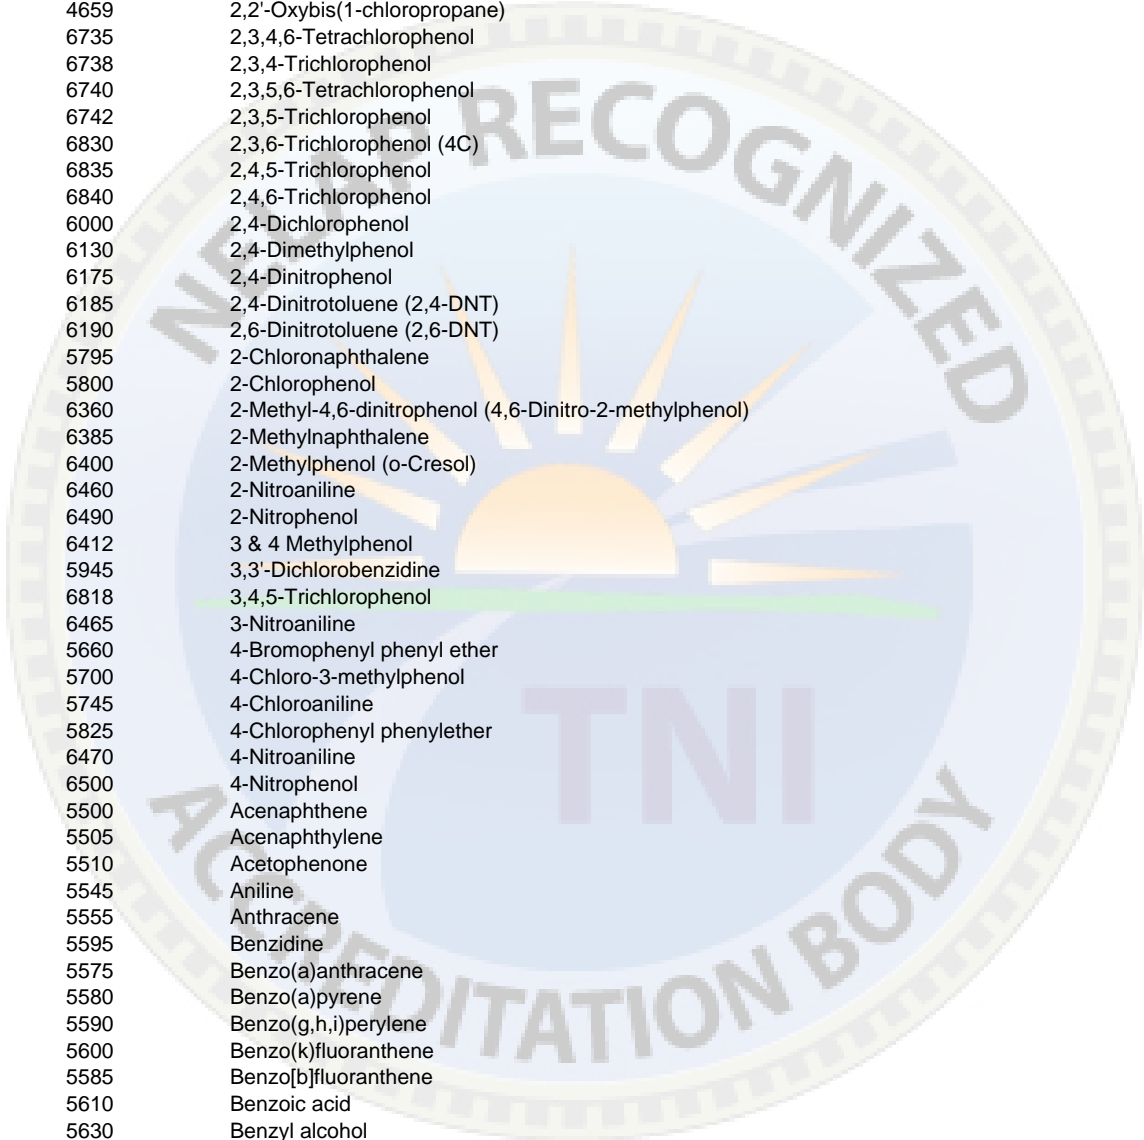 4659 2,2'-Oxybis(1-chloropropane)
6735 2,3,4,6-Tetrachlorophenol
6738 2,3,4-Trichlorophenol
6740 2,3,5,6-Tetrachlorophenol
6742 2,3,5-Trichlorophenol
6830 2,3,6-Trichlorophenol (4C)
6835 2,4,5-Trichlorophenol
6840 2,4,6-Trichlorophenol
6000 2,4-Dichlorophenol
6130 2,4-Dimethylphenol
6175 2,4-Dinitrophenol
6185 2,4-Dinitrotoluene (2,4-DNT)
6190 2,6-Dinitrotoluene (2,6-DNT)
5795 2-Chloronaphthalene
5800 2-Chlorophenol
6360 2-Methyl-4,6-dinitrophenol (4,6-Dinitro-2-methylphenol)
6385 2-Methylnaphthalene
6400 2-Methylphenol (o-Cresol)
6460 2-Nitroaniline
6490 2-Nitrophenol
6412 3 & 4 Methylphenol
5945 3,3'-Dichlorobenzidine
6818 3,4,5-Trichlorophenol
6465 3-Nitroaniline
5660 4-Bromophenyl phenyl ether
5700 4-Chloro-3-methylphenol
5745 4-Chloroaniline
5825 4-Chlorophenyl phenylether
6470 4-Nitroaniline
6500 4-Nitrophenol
5500 Acenaphthene
5505 Acenaphthylene
5510 Acetophenone
5545 Aniline
5555 Anthracene
5595 Benzidine
5575 Benzo(a)anthracene
5580 Benzo(a)pyrene
5590 Benzo(g,h,i)perylene
5600 Benzo(k)fluoranthene
5585 Benzo[b]fluoranthene
5610 Benzoic acid
5630 Benzyl alcohol
NELAP RECOGNIZED
TNI
ACCREDITATION BODY